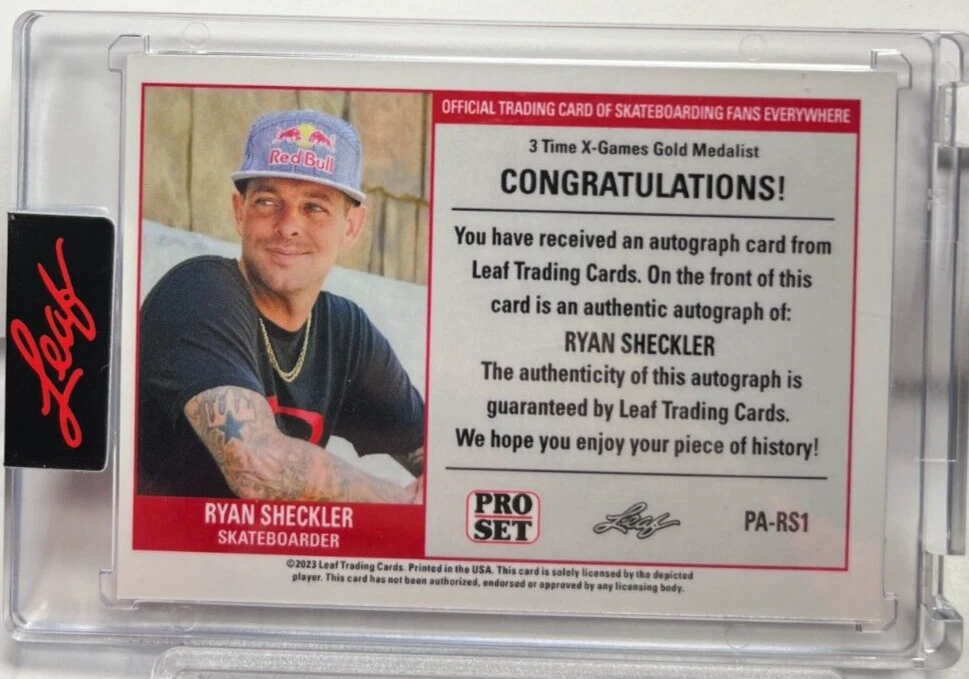 Leaf
Red Bull
RYAN SHECKLER
SKATEBOARDER
OFFICIAL TRADING CARD OF SKATEBOARDING FANS EVERYWHERE
3 Time X-Games Gold Medalist
CONGRATULATIONS!
You have received an autograph card from
Leaf Trading Cards. On the front of this
card is an authentic autograph of:
RYAN SHECKLER
The authenticity of this autograph is
guaranteed by Leaf Trading Cards.
We hope you enjoy your piece of history!
PRO
SET
Leaf
PA-RS1
©2023 Leaf Trading Cards. Printed in the USA. This card is solely licensed by the depicted
player. This card has not been authorized, endorsed or approved by any licensing body.